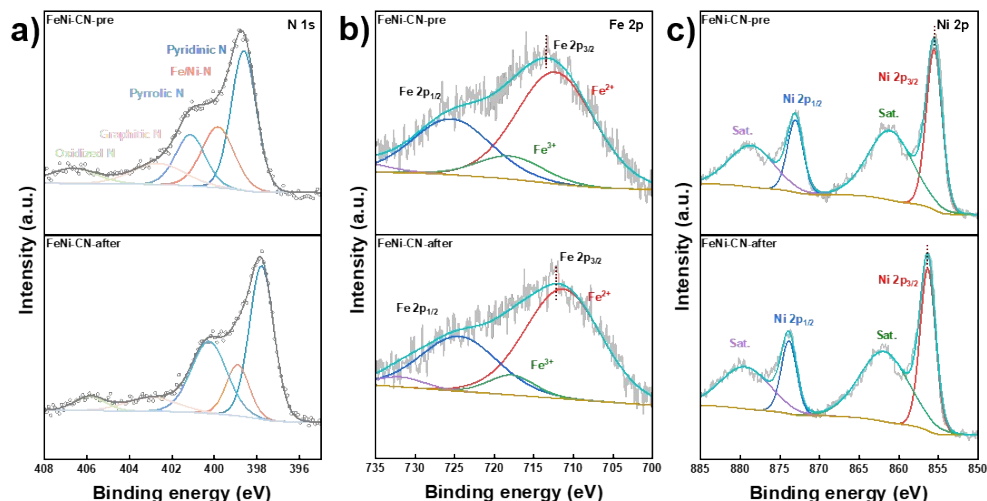 a)
FeNi-CN-pre
N 1s
Pyridinic N
Fe/Ni-N
Pyrrolic N
Graphitic N
Oxidized N
FeNi-CN-after
Intensity (a.u.)
408 406 404 402 400 398 396
Binding energy (eV)
b)
FeNi-CN-pre
Fe 2p
Fe 2p3/2
Fe 2p1/2
Fe2+
Fe3+
FeNi-CN-after
Fe 2p3/2
Fe 2p1/2
Fe2+
Fe3+
Intensity (a.u.)
735 725 720 715 710 705 700
Binding energy (eV)
c)
FeNi-CN-pre
Ni 2p
Ni 2p3/2
Ni 2p1/2
Sat.
Sat.
FeNi-CN-after
Ni 2p3/2
Ni 2p1/2
Sat.
Sat.
Intensity (a.u.)
885 880 870 865 860 855 850
Binding energy (eV)